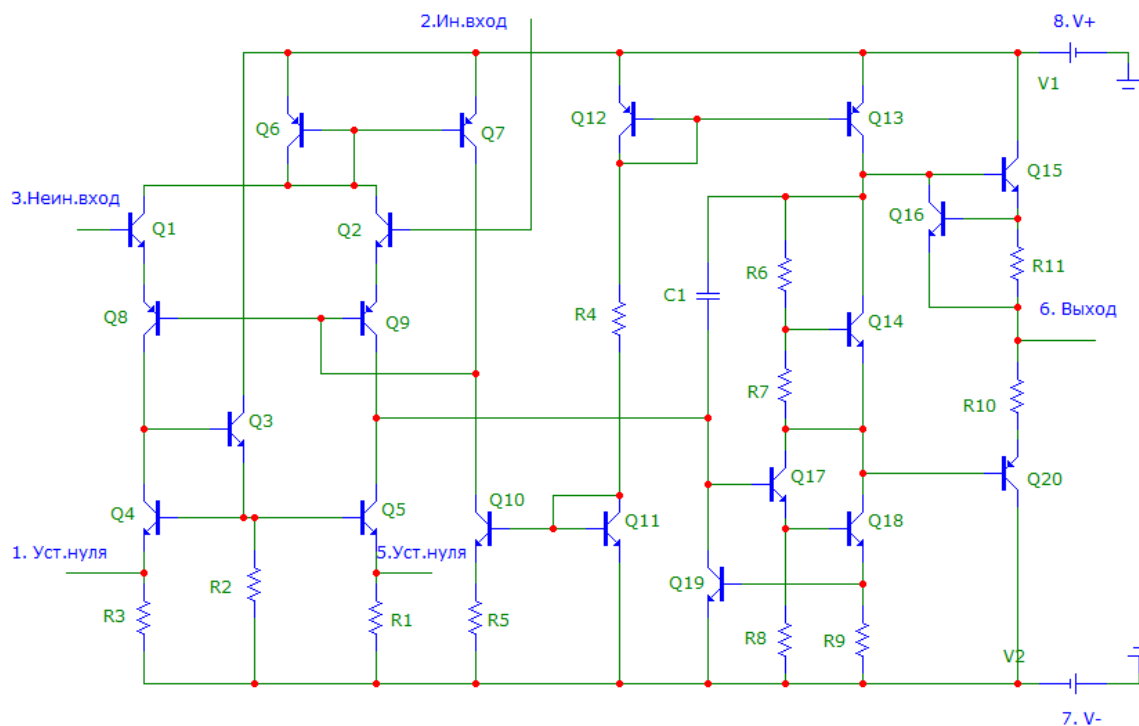 2.Ин.вход
8. V+
V1
Q6
Q7
Q12
Q13
Q15
3.Неин.вход
Q1
Q2
Q16
R6
R11
C1
Q8
Q9
R4
Q14
6. Выход
R7
R10
Q3
Q17
Q20
Q4
Q5
Q10
Q11
Q18
1. Уст.нуля
5.Уст.нуля
R2
Q19
R3
R1
R5
R8
R9
V2
7. V-